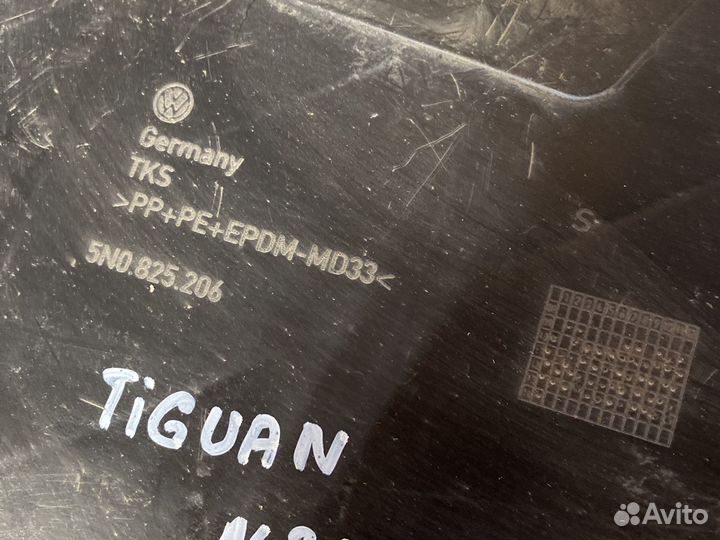 Germany
TKS
>PP+PE+EPDM-MD33<
5N0.825.206
S
TiGUAN
Avito